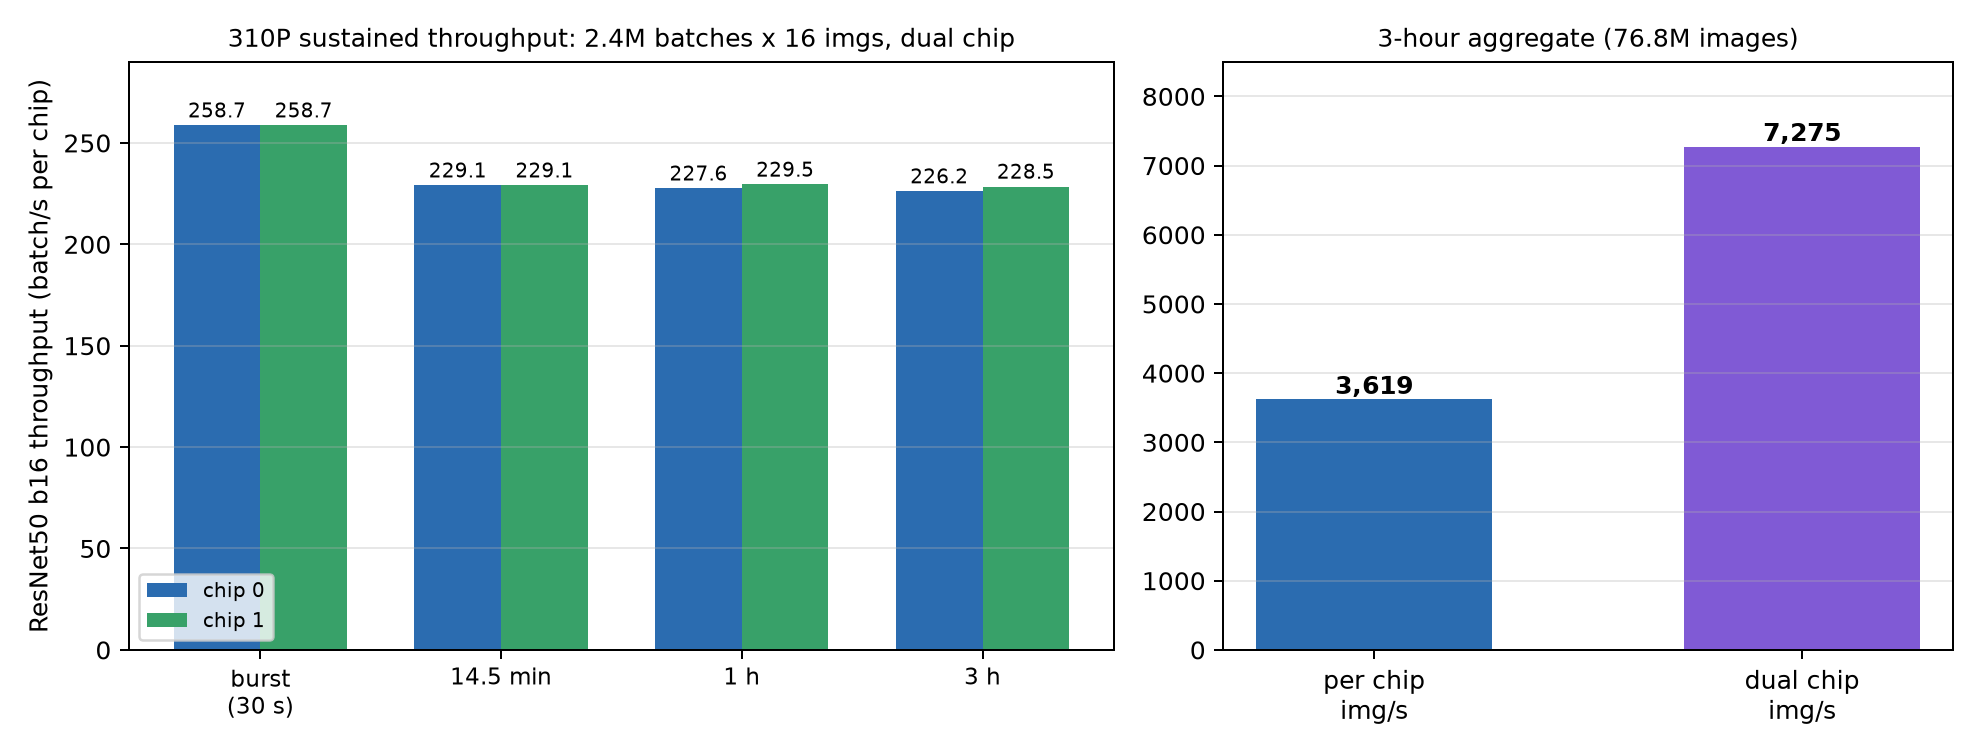 310P sustained throughput: 2.4M batches x 16 imgs, dual chip
ResNet50 b16 throughput (batch/s per chip)
250
200
150
100
50
0
258.7
258.7
229.1
229.1
227.6
229.5
226.2
228.5
chip 0
chip 1
burst
(30 s)
14.5 min
1 h
3 h
3-hour aggregate (76.8M images)
8000
7000
6000
5000
4000
3000
2000
1000
0
3,619
7,275
per chip
img/s
dual chip
img/s